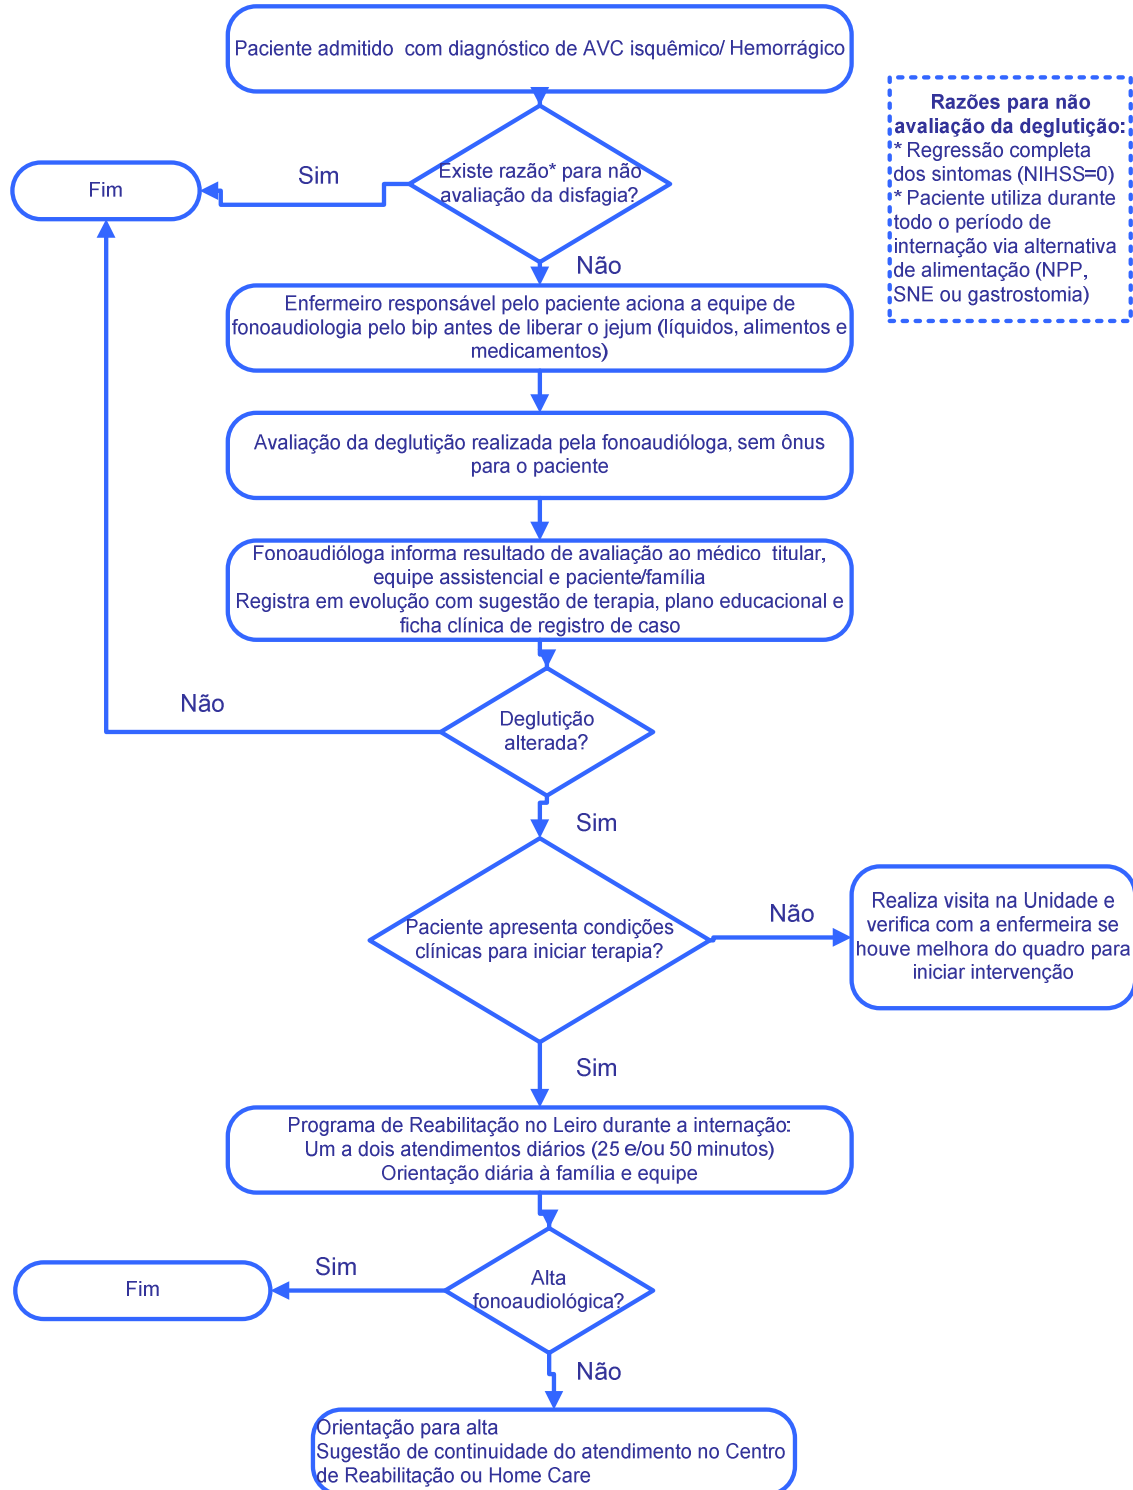 Paciente admitido  com diagnóstico de AVC isquêmico/ Hemorrágico
Razões para não
avaliação da deglutição:
* Regressão completa
dos sintomas (NIHSS=0)
* Paciente utiliza durante
todo o período de
internação via alternativa
de alimentação (NPP,
SNE ou gastrostomia)
Existe razão* para não
avaliação da disfagia?
Sim
Fim
Não
Enfermeiro responsável pelo paciente aciona a equipe de
fonoaudiologia pelo bip antes de liberar o jejum (líquidos, alimentos e
medicamentos)
Avaliação da deglutição realizada pela fonoaudióloga, sem ônus
para o paciente
Fonoaudióloga informa resultado de avaliação ao médico  titular,
equipe assistencial e paciente/família
Registra em evolução com sugestão de terapia, plano educacional e
ficha clínica de registro de caso
Não
Deglutição
alterada?
Sim
Paciente apresenta condições
clínicas para iniciar terapia?
Não
Realiza visita na Unidade e
verifica com a enfermeira se
houve melhora do quadro para
iniciar intervenção
Sim
Programa de Reabilitação no Leiro durante a internação:
Um a dois atendimentos diários (25 e/ou 50 minutos)
Orientação diária à família e equipe
Sim
Fim
Alta
fonoaudiológica?
Não
Orientação para alta
Sugestão de continuidade do atendimento no Centro
de Reabilitação ou Home Care